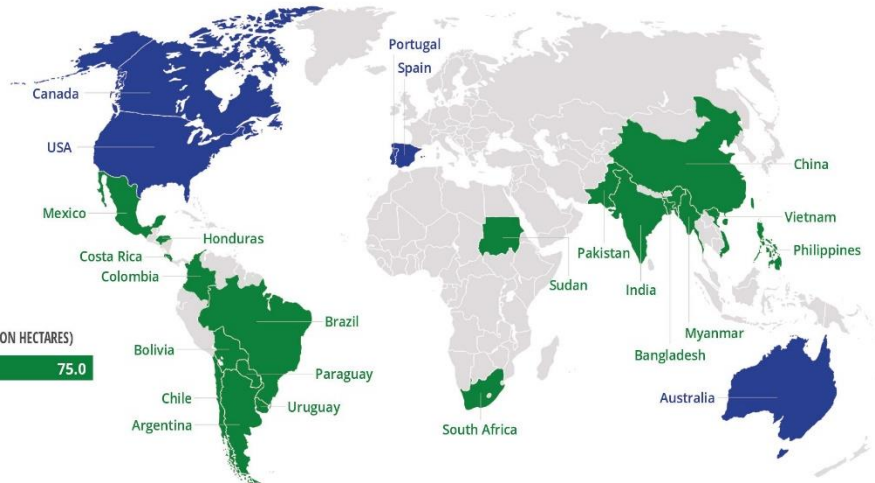 Portugal
Spain
Canada
USA
China
Mexico
Vietnam
Honduras
Costa Rica
Pakistan
Philippines
Colombia
Sudan
India
Brazil
ON HECTARES)
Myanmar
Bolivia
Bangladesh
75.0
Paraguay
Chile
Australia
Uruguay
Argentina
South Africa